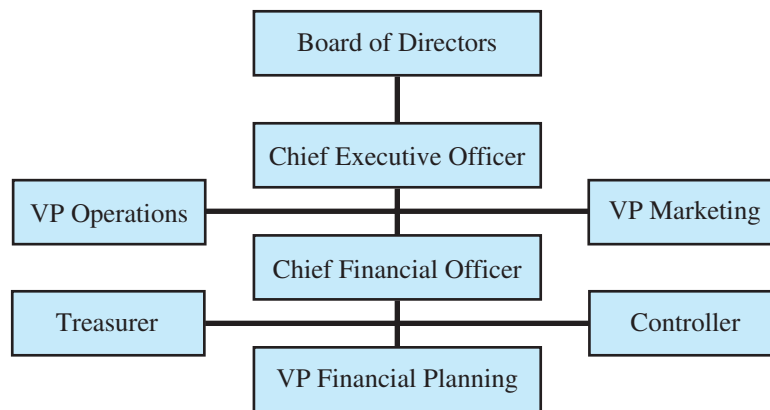 Board of Directors
Chief Executive Officer
VP Operations
VP Marketing
Chief Financial Officer
Treasurer
Controller
VP Financial Planning